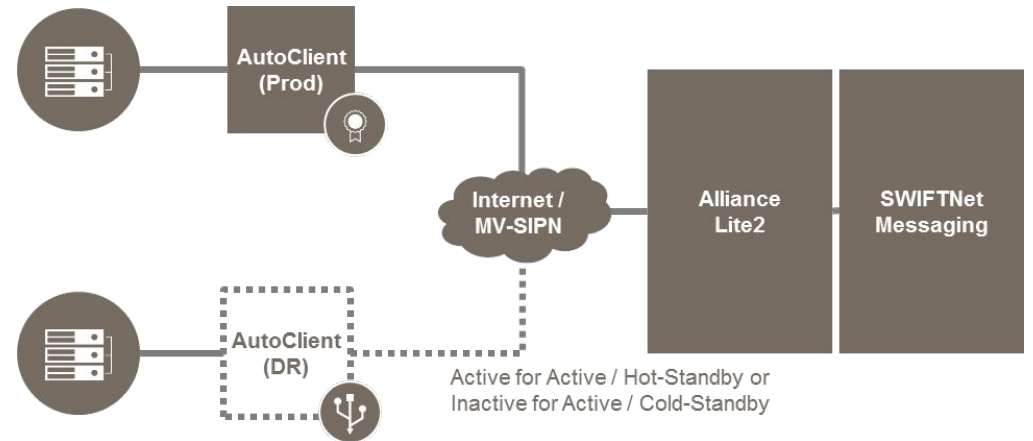 AutoClient
(Prod)
Internet /
MV-SIPN
Alliance
Lite2
SWIFTNet
Messaging
AutoClient
(DR)
Active for Active / Hot-Standby or
Inactive for Active / Cold-Standby